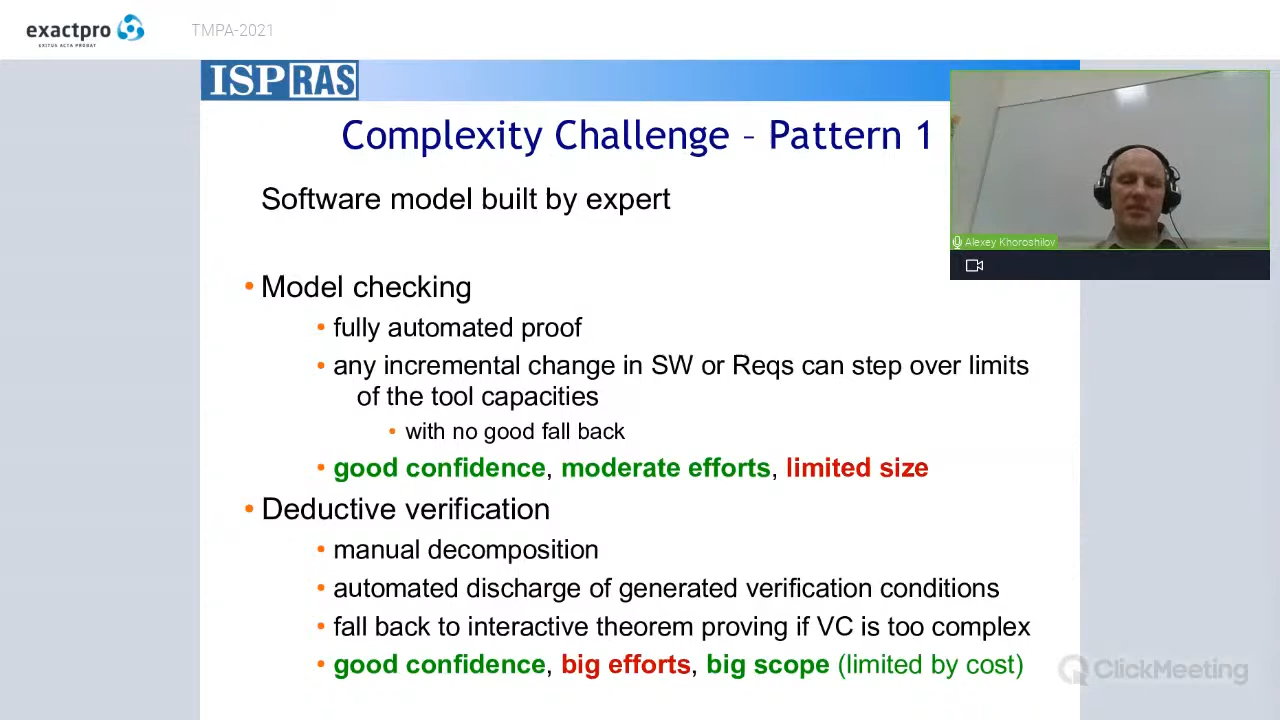 exactpro
EXITUS ACTA PROBAT
TMPA-2021
ISP RAS
Complexity Challenge – Pattern 1
Software model built by expert
Alexey Khoroshilov
• Model checking
• fully automated proof
• any incremental change in SW or Reqs can step over limits
of the tool capacities
• with no good fall back
• good confidence, moderate efforts, limited size
• Deductive verification
• manual decomposition
• automated discharge of generated verification conditions
• fall back to interactive theorem proving if VC is too complex
• good confidence, big efforts, big scope (limited by cost)
ClickMeeting